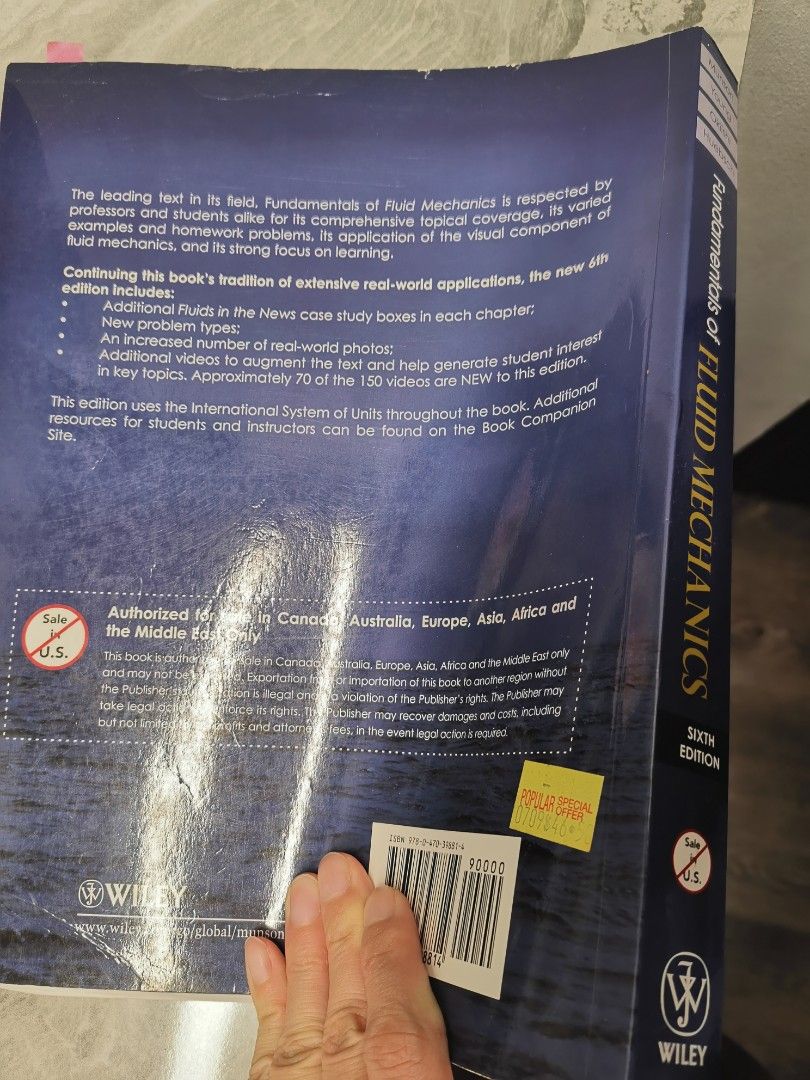 The leading text in its field, Fundamentals of Fluid Mechanics is respected by
professors and students alike for its comprehensive topical coverage, its varied
examples and homework problems, its application of the visual component of
fluid mechanics, and its strong focus on learning.
Continuing this book's tradition of extensive real-world applications, the new 6th
edition includes:
• Additional Fluids in the News case study boxes in each chapter;
• New problem types;
• An increased number of real-world photos;
• Additional videos to augment the text and help generate student interest
in key topics. Approximately 70 of the 150 videos are NEW to this edition.
This edition uses the International System of Units throughout the book. Additional
resources for students and instructors can be found on the Book Companion
Site.
Sale
in
U.S.
Authorized for in Canada, Australia, Europe, Asia, Africa and
the Middle East Only
This book is sale in Canada, Australia, Europe, Asia, Africa and the Middle East only
and may not be Exportation or importation of this book to another region without
the Publisher's is illegal and a violation of the Publisher's rights. The Publisher may
take legal its rights. The Publisher may recover damages and costs, including
but not limited and attorney fees, in the event legal action is required.
POPULAR SPECIAL
OFFER
ISBN 978-0-470-39881-4
90000
WILEY
global/munson
Munson
Young
Okiishi
Huebsch
Fundamentals of FLUID MECHANICS
SIXTH
EDITION
Sale
in
U.S.
WILEY